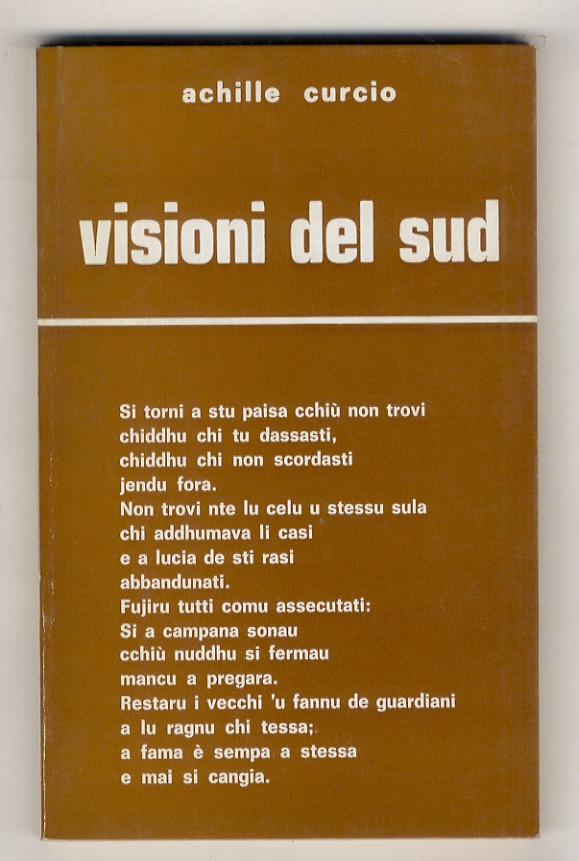 achille curcio
visioni del sud
Si torni a stu paisa cchiù non trovi
chiddhu chi tu dassasti,
chiddhu chi non scordasti
jendu fora.
Non trovi nte lu celu u stessu sula
chi addhumava li casi
e a lucia de sti rasi
abbandunati.
Fujiru tutti comu assecutati:
Si a campana sonau
cchiù nuddhu si fermau
mancu a pregara.
Restaru i vecchi 'u fannu de guardiani
a lu ragnu chi tessa;
a fama è sempa a stessa
e mai si cangia.